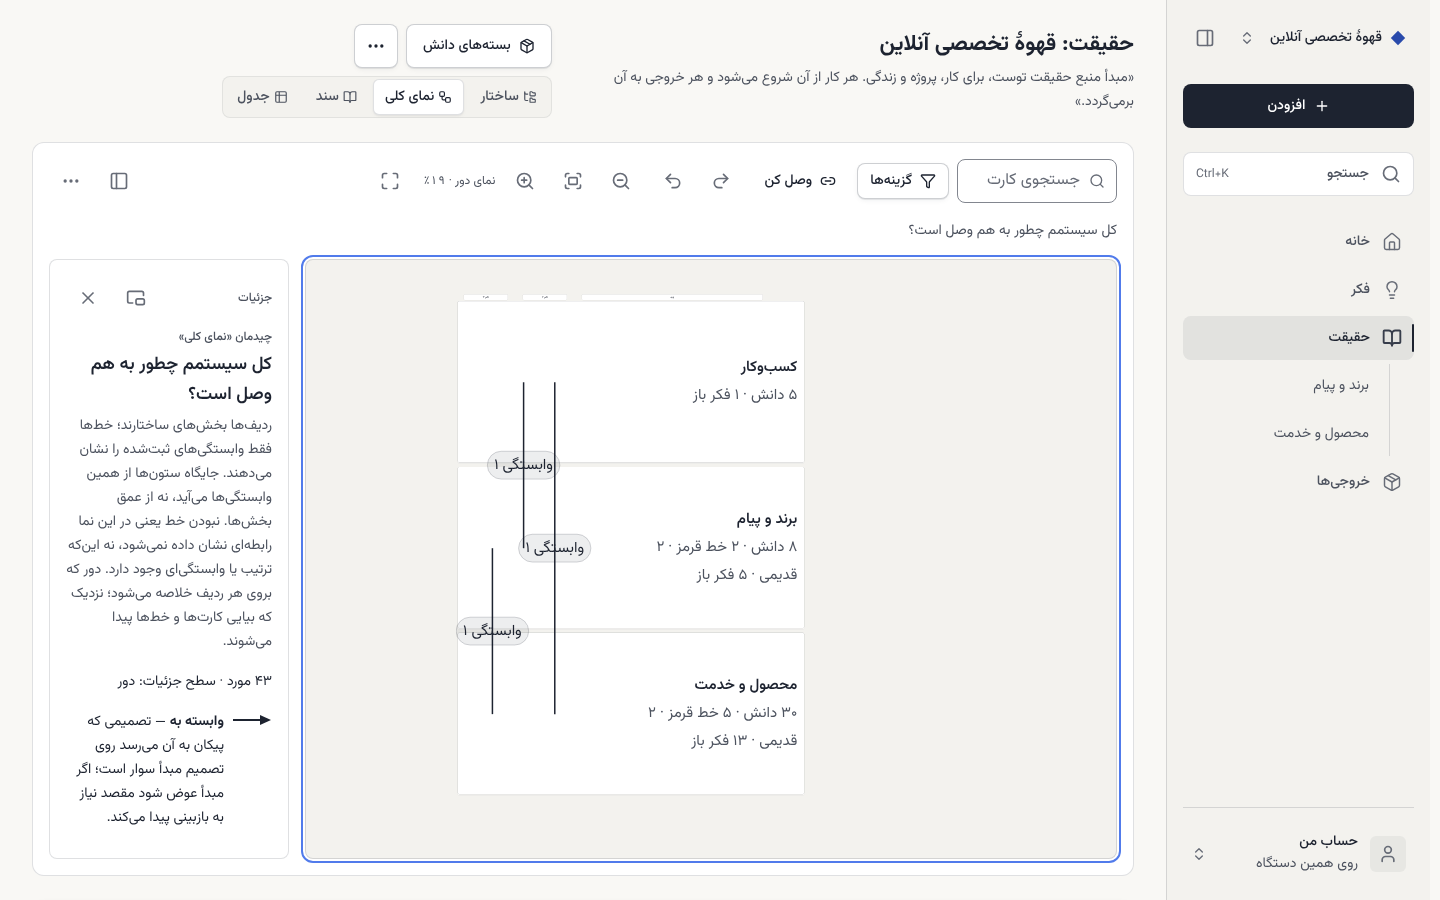 قهوهٔ تخصصی آنلاین
افزودن
جستجو
Ctrl+K
خانه
فکر
حقیقت
برند و پیام
محصول و خدمت
خروجی‌ها
حساب من
روی همین دستگاه
حقیقت: قهوهٔ تخصصی آنلاین
«مبدأ منبع حقیقت توست، برای کار، پروژه و زندگی. هر کار از آن شروع می‌شود و هر خروجی به آن
برمی‌گردد.»
بسته‌های دانش
ساختار
نمای کلی
سند
جدول
جستجوی کارت
گزینه‌ها
وصل کن
نمای دور · ۱۹٪
کل سیستمم چطور به هم وصل است؟
کسب‌وکار
۵ دانش · ۱ فکر باز
وابستگی ۱
برند و پیام
۸ دانش · ۲ خط قرمز · ۲
قدیمی · ۵ فکر باز
وابستگی ۱
وابستگی ۱
محصول و خدمت
۳۰ دانش · ۵ خط قرمز · ۲
قدیمی · ۱۳ فکر باز
جزئیات
چیدمان «نمای کلی»
کل سیستمم چطور به هم
وصل است؟
ردیف‌ها بخش‌های ساختارند؛ خط‌ها
فقط وابستگی‌های ثبت‌شده را نشان
می‌دهند. جایگاه ستون‌ها از همین
وابستگی‌ها می‌آید، نه از عمق
بخش‌ها. نبودن خط یعنی در این نما
رابطه‌ای نشان داده نمی‌شود، نه این‌که
ترتیب یا وابستگی‌ای وجود دارد. دور که
بروی هر ردیف خلاصه می‌شود؛ نزدیک
که بیایی کارت‌ها و خط‌ها پیدا
می‌شوند.
۴۳ مورد · سطح جزئیات: دور
وابسته به — تصمیمی که
پیکان به آن می‌رسد روی
تصمیم مبدأ سوار است؛ اگر
مبدأ عوض شود مقصد نیاز
به بازبینی پیدا می‌کند.